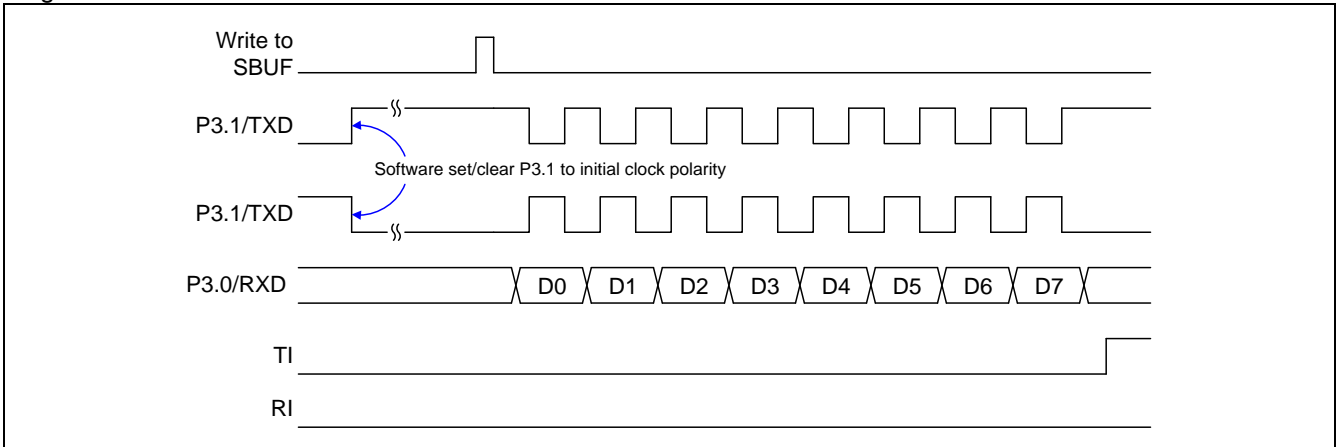 Write to
SBUF
P3.1/TXD
Software set/clear P3.1 to initial clock polarity
P3.1/TXD
P3.0/RXD D0 D1 D2 D3 D4 D5 D6 D7
TI
RI